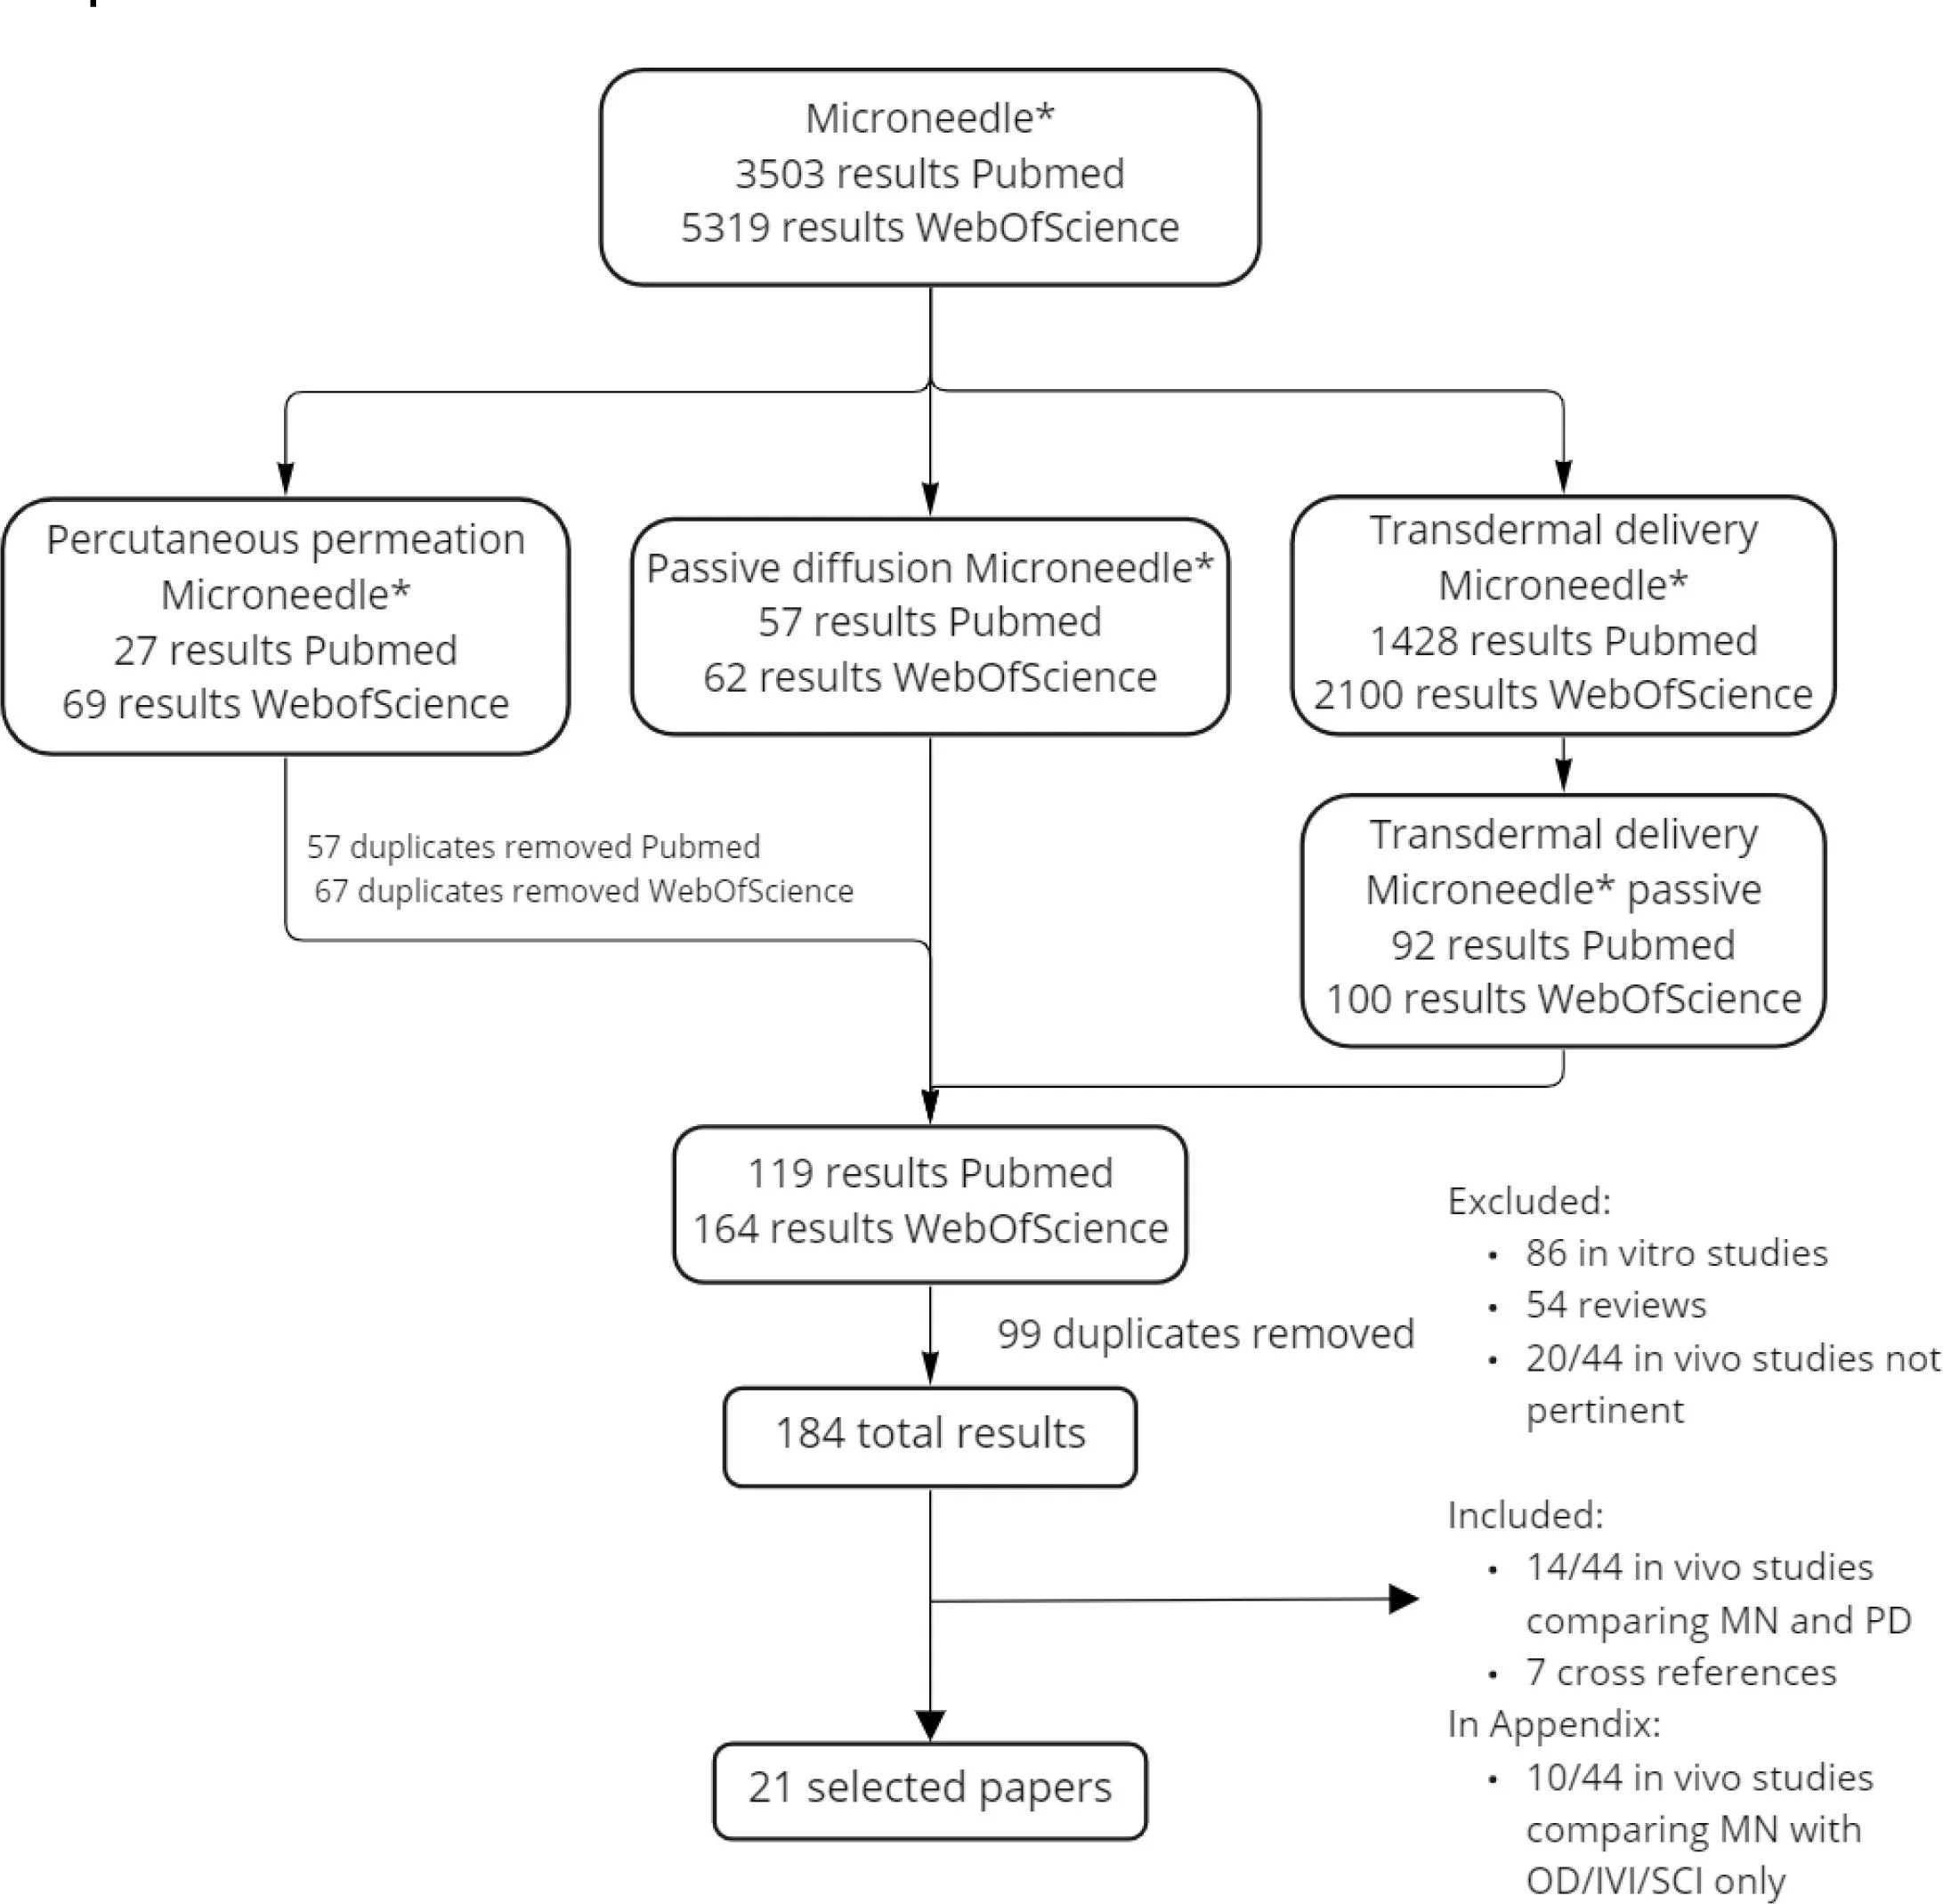 Microneedle*
3503 results Pubmed
5319 results WebOfScience
Percutaneous permeation
Microneedle*
27 results Pubmed
69 results WebofScience
Passive diffusion Microneedle*
57 results Pubmed
62 results WebOfScience
Transdermal delivery
Microneedle*
1428 results Pubmed
2100 results WebOfScience
57 duplicates removed Pubmed
67 duplicates removed WebOfScience
Transdermal delivery
Microneedle* passive
92 results Pubmed
100 results WebOfScience
119 results Pubmed
164 results WebOfScience
99 duplicates removed
184 total results
Excluded:
• 86 in vitro studies
• 54 reviews
• 20/44 in vivo studies not
pertinent
Included:
• 14/44 in vivo studies
comparing MN and PD
• 7 cross references
In Appendix:
• 10/44 in vivo studies
comparing MN with
OD/IVI/SCI only
21 selected papers